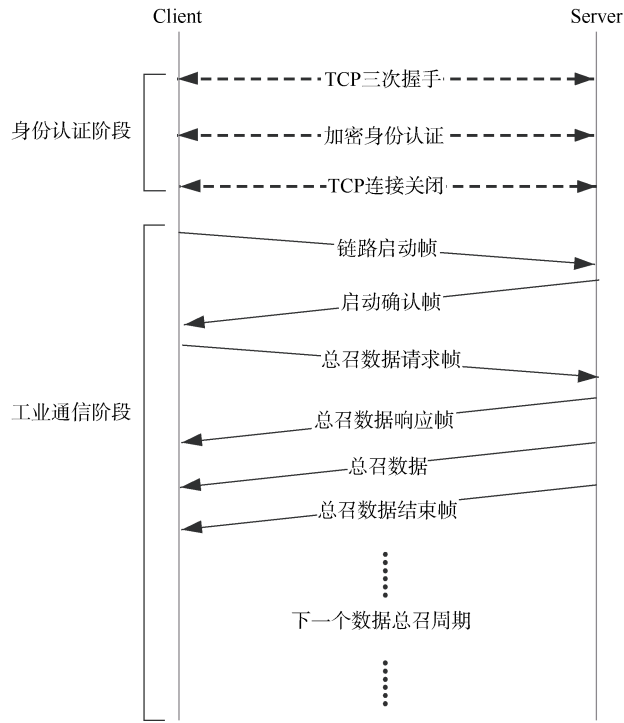 Client
Server
TCP三次握手
身份认证阶段
加密身份认证
TCP连接关闭
链路启动帧
启动确认帧
总召数据请求帧
工业通信阶段
总召数据响应帧
总召数据
总召数据结束帧
下一个数据总召周期